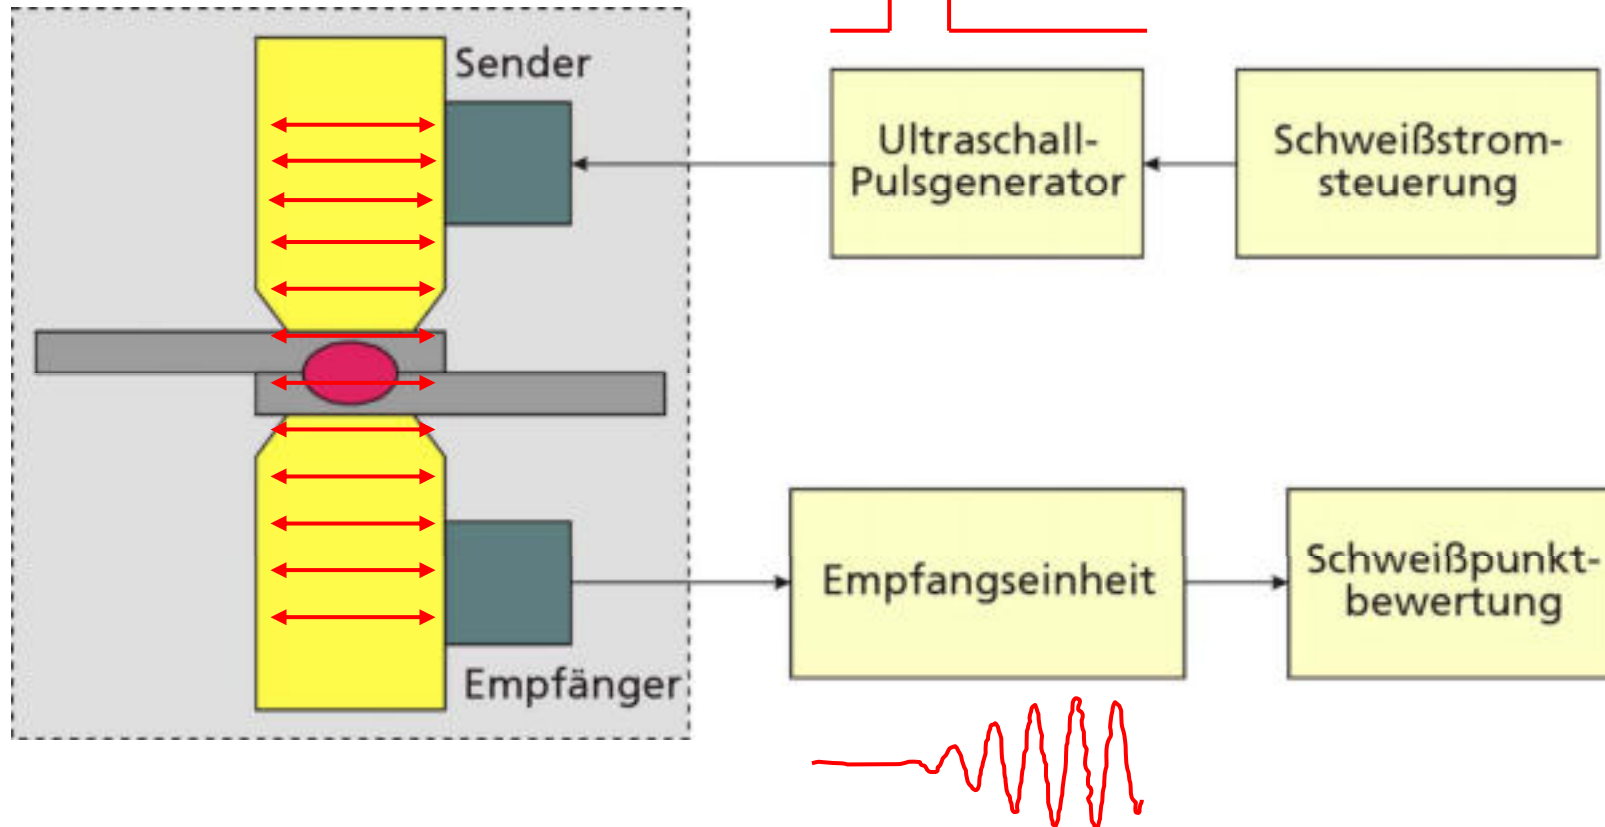 Sender
Ultraschall-
Pulsgenerator
Schweißstrom-
steuerung
Empfangseinheit
Schweißpunkt-
bewertung
Empfänger